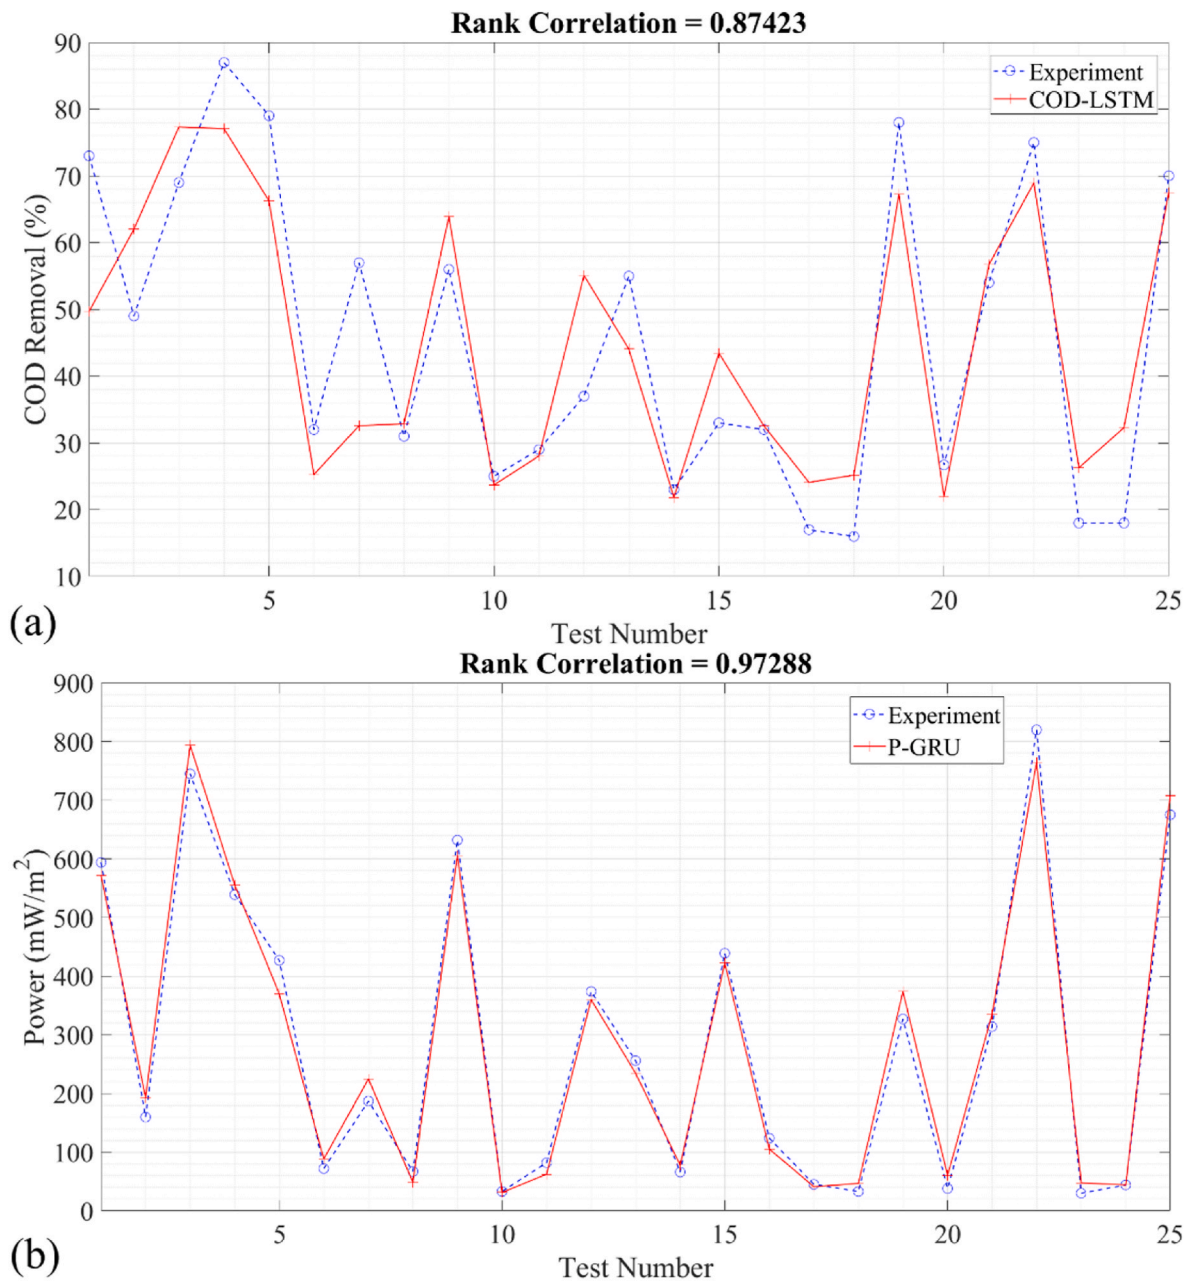 Rank Correlation = 0.87423
90
80
70
60
50
40
30
20
10
COD Removal (%)
Experiment
COD-LSTM
5
10
15
20
25
Test Number
(a)
Rank Correlation = 0.97288
900
800
700
600
500
400
300
200
100
0
Power (mW/m²)
Experiment
P-GRU
5
10
15
20
25
Test Number
(b)